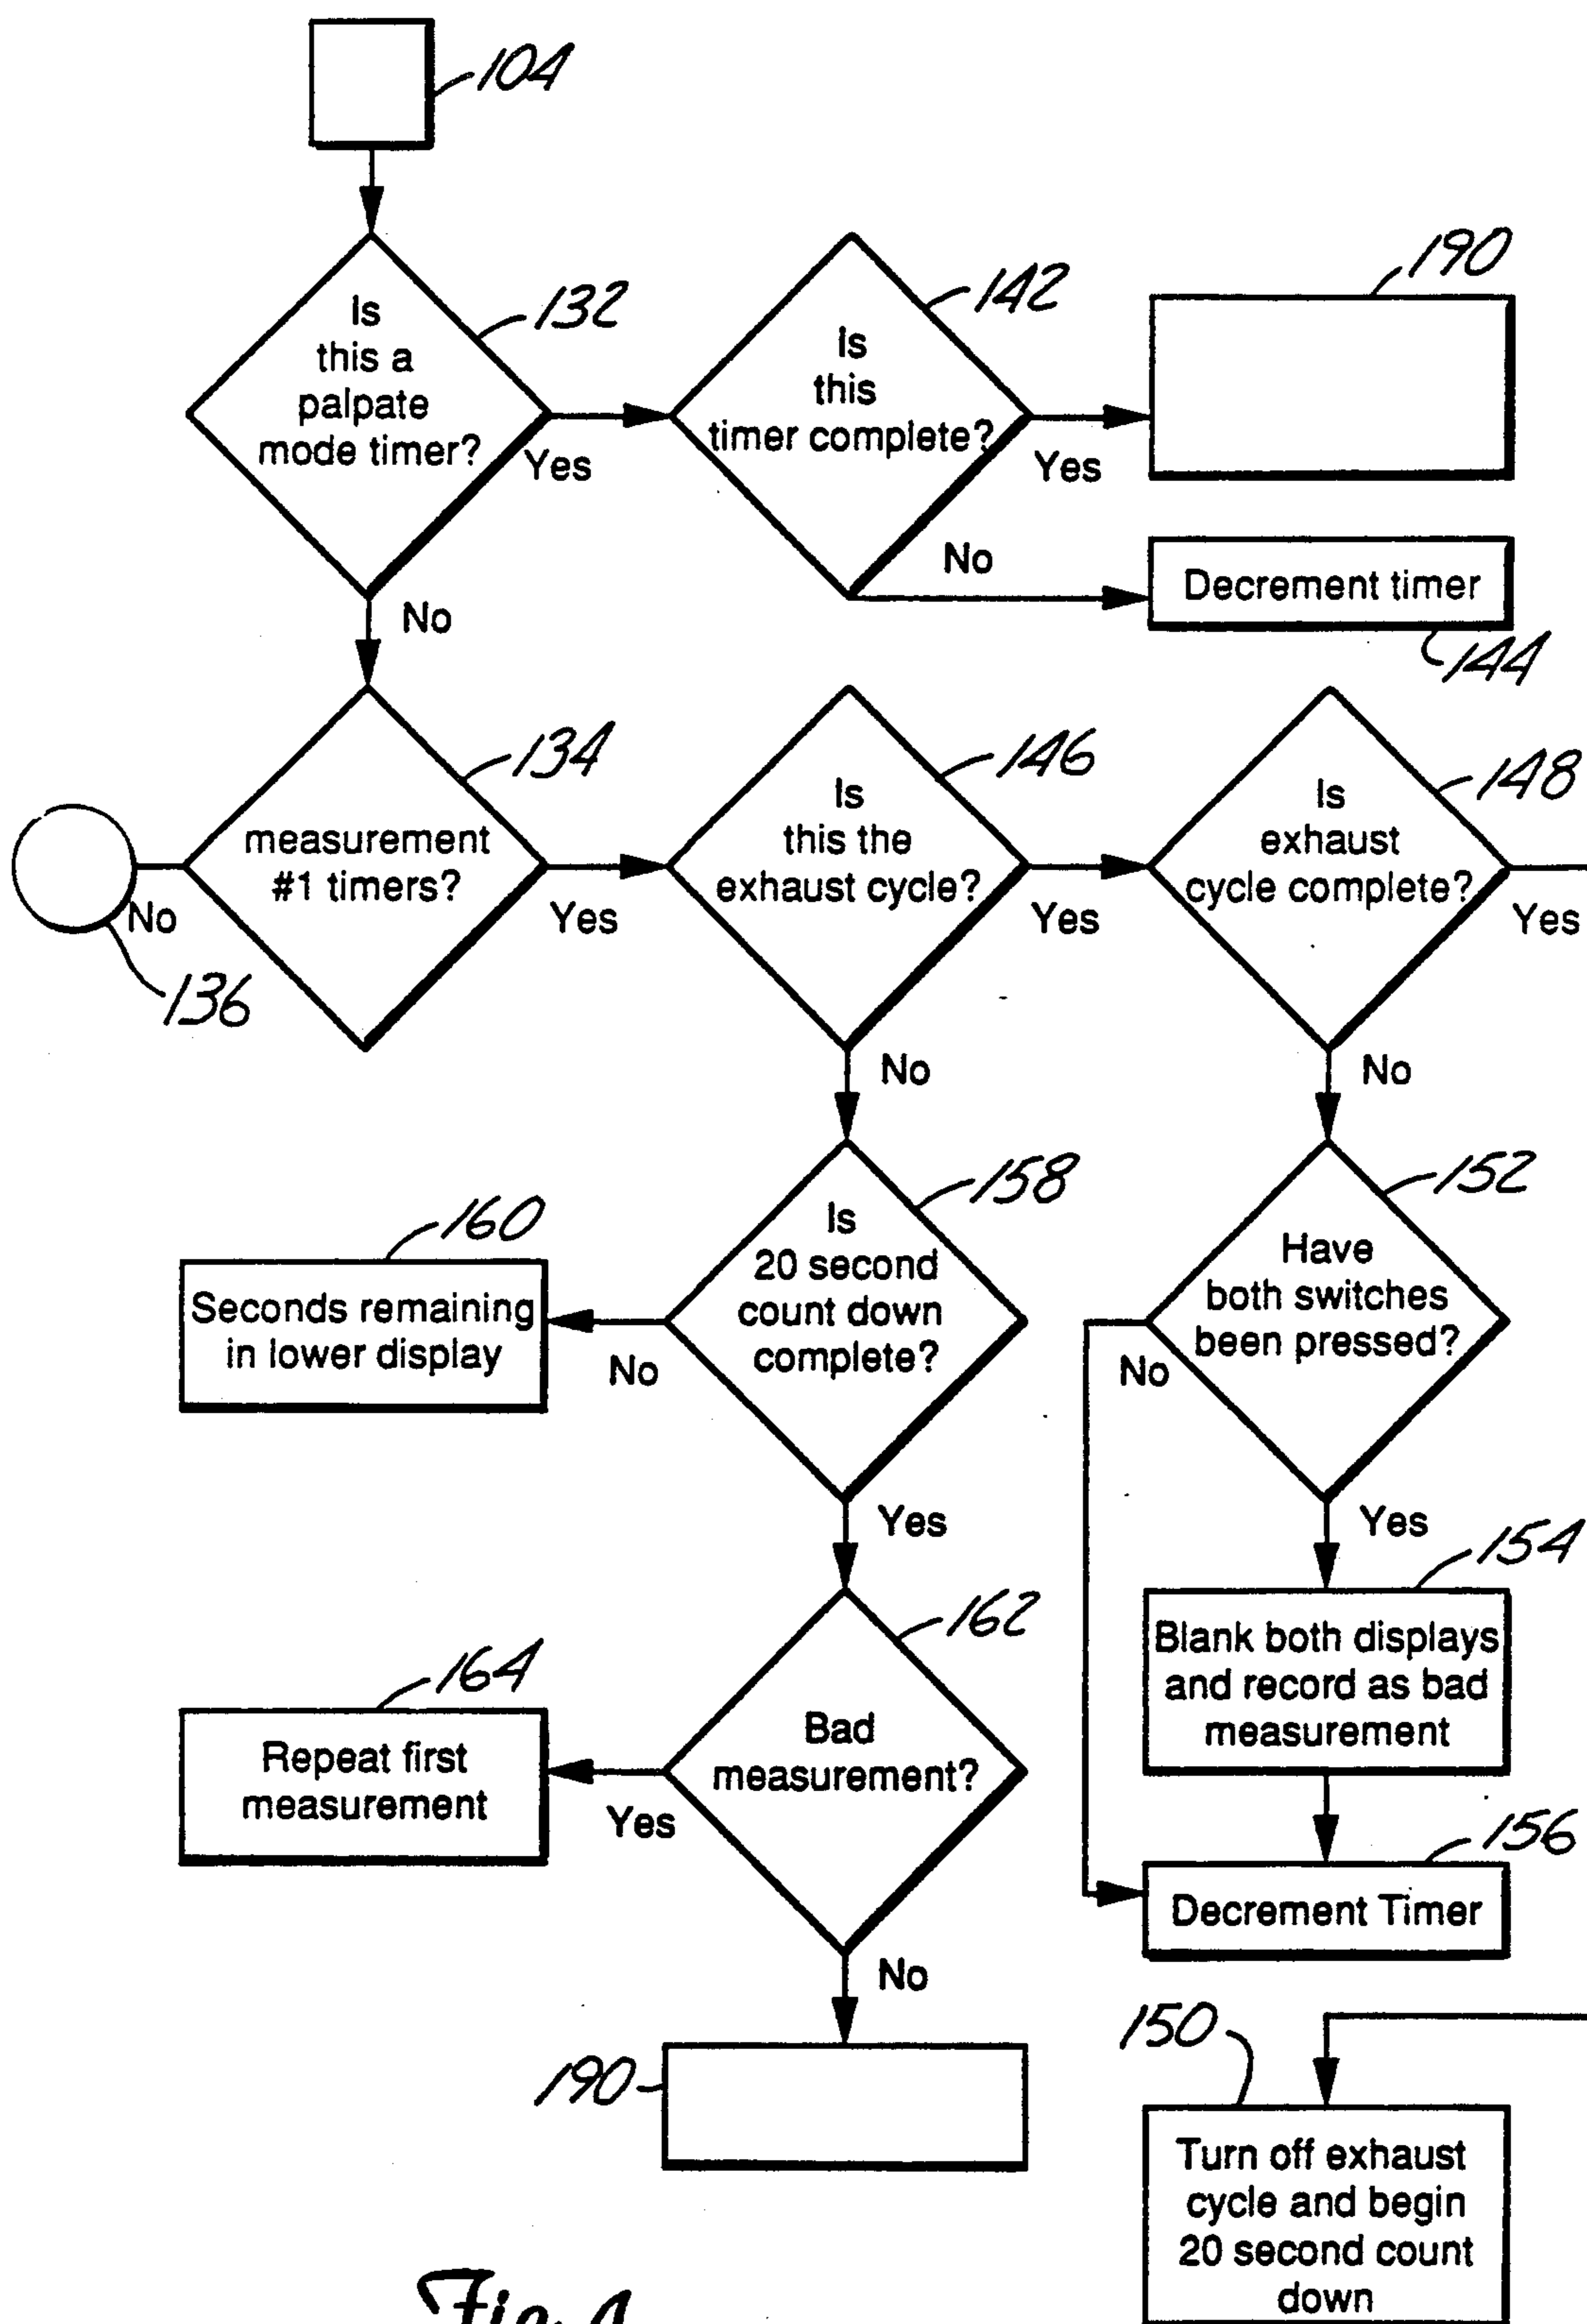 104
Is
this a
palpate
mode timer?
132
Yes
No
Is
this
timer complete?
142
Yes
No
190
Decrement timer
144
measurement
#1 timers?
134
Yes
No
136
Is
this the
exhaust cycle?
146
Yes
No
Is
exhaust
cycle complete?
148
Yes
No
Is
20 second
count down
complete?
158
No
Yes
160
Seconds remaining
in lower display
Have
both switches
been pressed?
152
No
Yes
154
Blank both displays
and record as bad
measurement
156
Decrement Timer
Bad
measurement?
162
Yes
No
164
Repeat first
measurement
190
150
Turn off exhaust
cycle and begin
20 second count
down